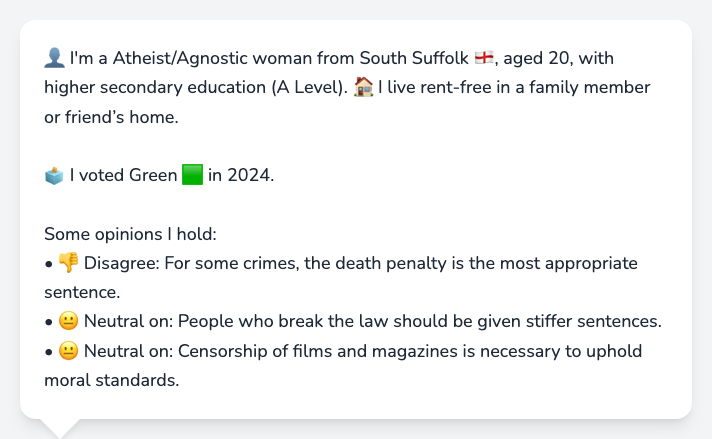 👤 I'm a Atheist/Agnostic woman from South Suffolk 🏴󠁧󠁢󠁥󠁮󠁧󠁿, aged 20, with
higher secondary education (A Level). 🏠 I live rent-free in a family member
or friend’s home.
🗳️ I voted Green 🟩 in 2024.
Some opinions I hold:
• 👎 Disagree: For some crimes, the death penalty is the most appropriate
sentence.
• 😐 Neutral on: People who break the law should be given stiffer sentences.
• 😐 Neutral on: Censorship of films and magazines is necessary to uphold
moral standards.